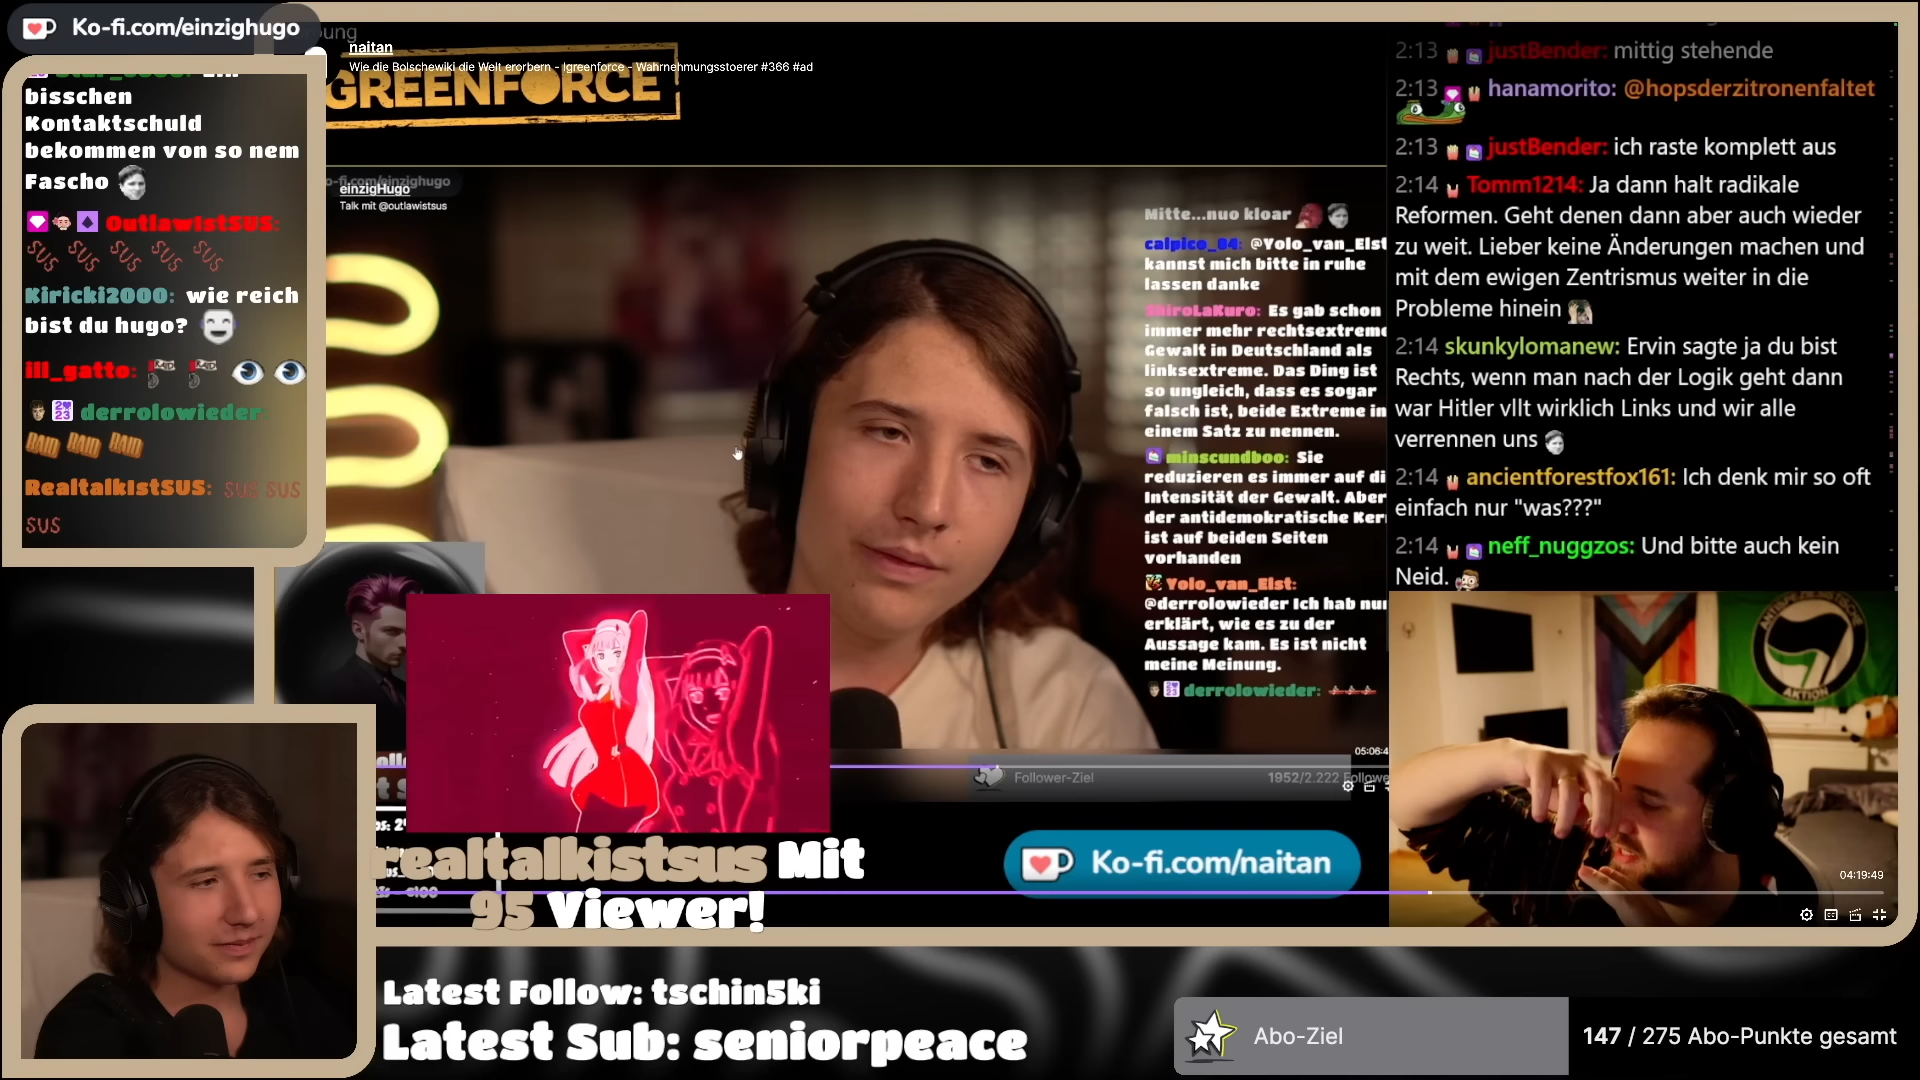 Ko-fi.com/einzighugo
bisschen
Kontaktschuld
bekommen von so nem
Fascho
OutlawistSUS:
SUS SUS SUS SUS SUS
Kiricki2000: wie reich
bist du hugo?
ill_gatto:
derrolowieder:
RAID RAID RAID
RealtalkistSUS: SUS SUS
SUS
naitan
Wie die Bolschewiki die Welt erorbern - !greenforce - Wahrnehmungsstoerer #366 #ad
GREENFORCE
o-fi.com/einzighugo
einzigHugo
Talk mit @outlawistsus
Mitte...nuo kloar
calpico_84: @Yolo_van_Elst
kannst mich bitte in ruhe
lassen danke
ShiroLaKuro: Es gab schon
immer mehr rechtsextreme
Gewalt in Deutschland als
linksextreme. Das Ding ist
so ungleich, dass es sogar
falsch ist, beide Extreme in
einem Satz zu nennen.
minscundboo: Sie
reduzieren es immer auf di
Intensität der Gewalt. Aber
der antidemokratische Ker
ist auf beiden Seiten
vorhanden
Yolo_van_Elst:
@derrolowieder Ich hab nur
erklärt, wie es zu der
Aussage kam. Es ist nicht
meine Meinung.
derrolowieder:
05:06:4
Follower-Ziel
1952/2.222 Followe
2:13 justBender: mittig stehende
2:13 hanamorito: @hopsderzitronenfaltet
2:13 justBender: ich raste komplett aus
2:14 Tomm1214: Ja dann halt radikale
Reformen. Geht denen dann aber auch wieder
zu weit. Lieber keine Änderungen machen und
mit dem ewigen Zentrismus weiter in die
Probleme hinein
2:14 skunkylomanew: Ervin sagte ja du bist
Rechts, wenn man nach der Logik geht dann
war Hitler vllt wirklich Links und wir alle
verrennen uns
2:14 ancientforestfox161: Ich denk mir so oft
einfach nur "was???"
2:14 neff_nuggzos: Und bitte auch kein
Neid.
AKTION
04:19:49
realtalkistsus Mit
95 Viewer!
Ko-fi.com/naitan
Latest Follow: tschin5ki
Latest Sub: seniorpeace
Abo-Ziel
147 / 275 Abo-Punkte gesamt